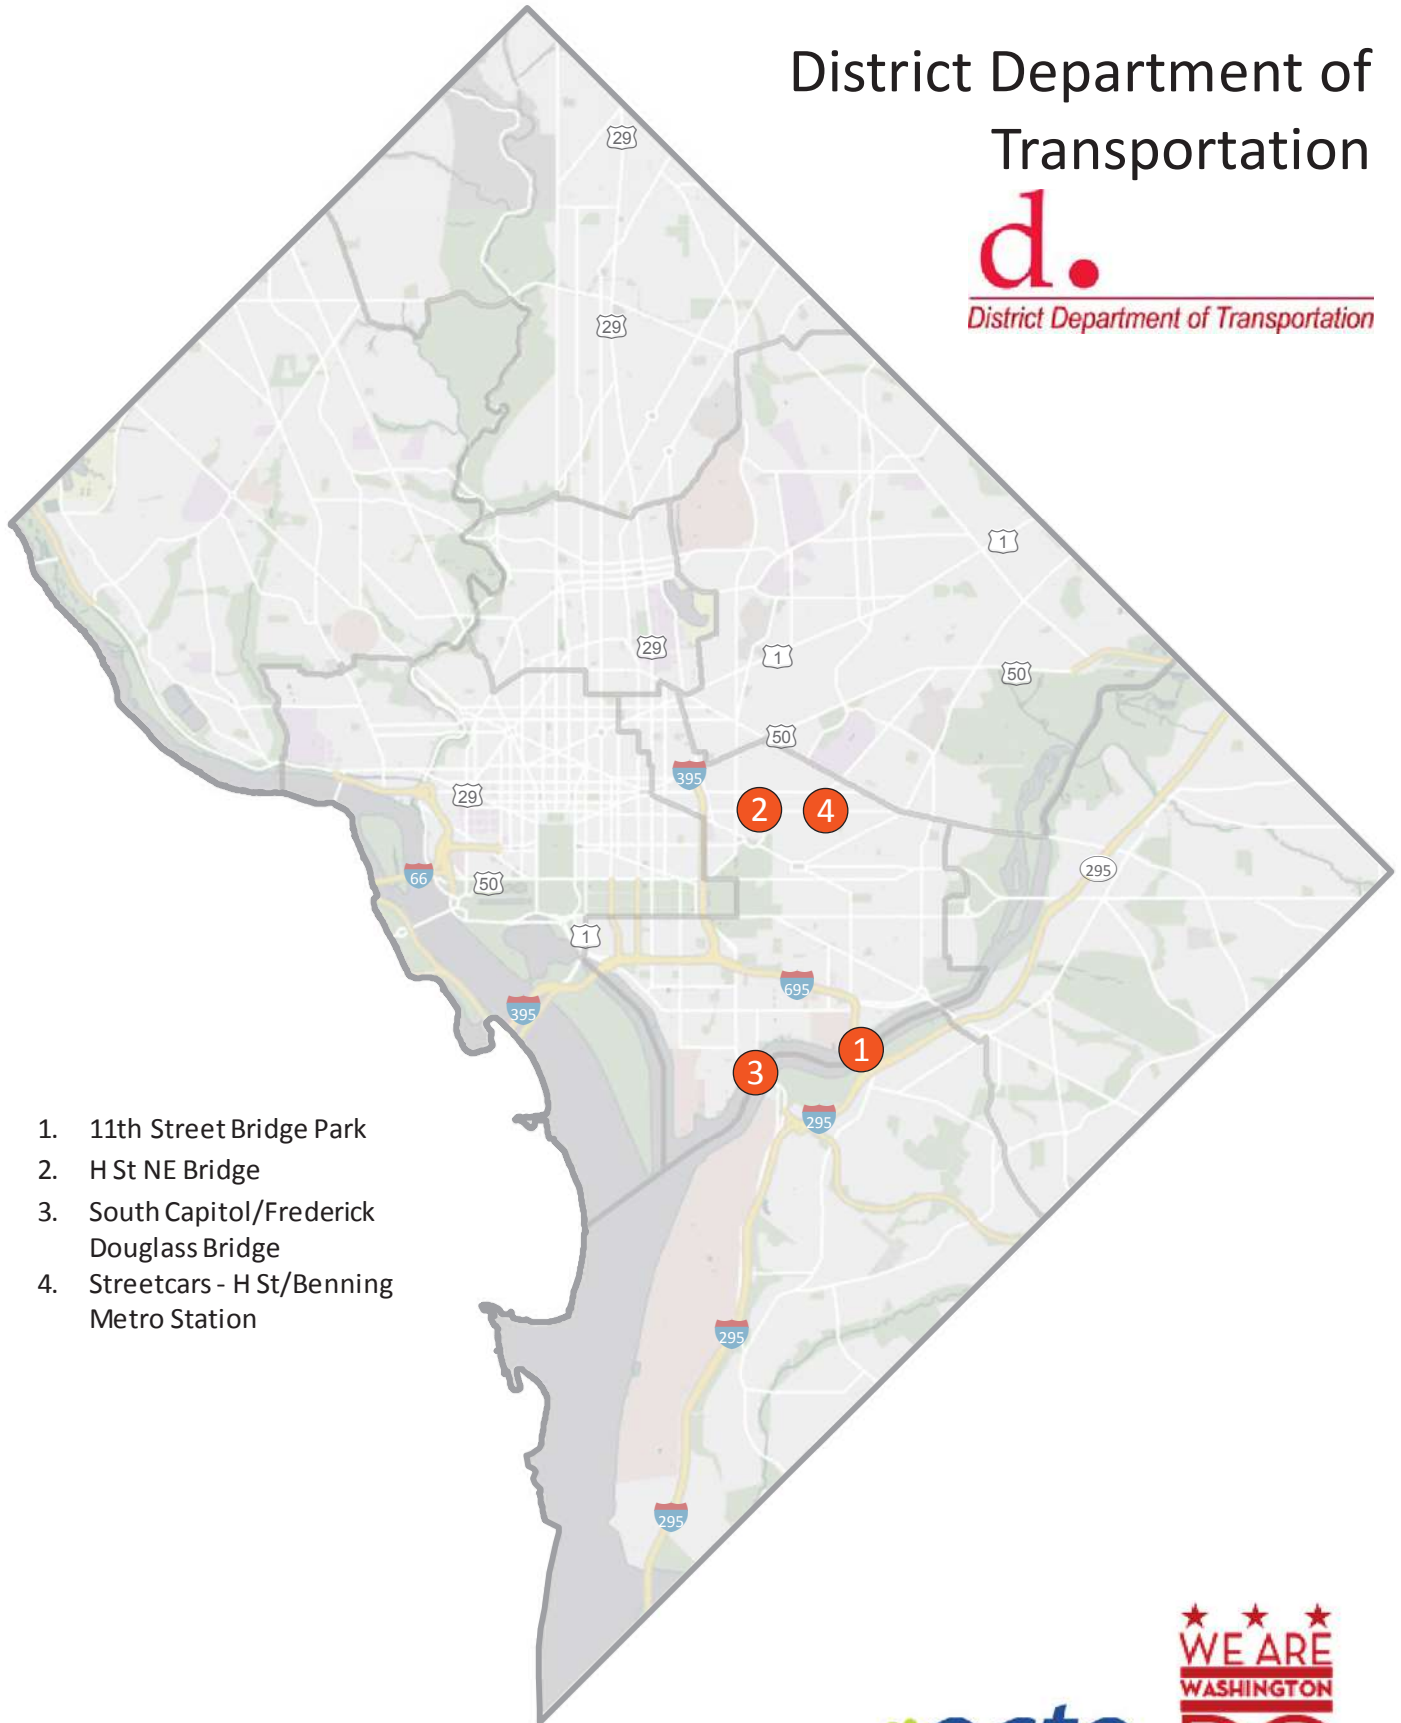 District Department of
Transportation
d.
District Department of Transportation
29
29
1
29
1
50
50
395
29
2
4
66
50
295
1
695
395
1
3
295
1. 11th Street Bridge Park
2. H St NE Bridge
3. South Capitol/Frederick
Douglass Bridge
4. Streetcars - H St/Benning
Metro Station
295
295
WE ARE
WASHINGTON